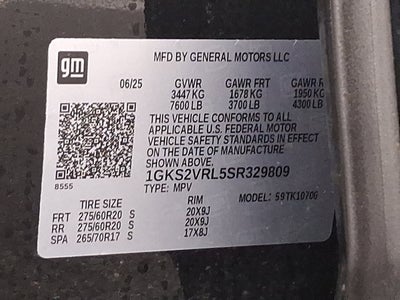 gm
MFD BY GENERAL MOTORS LLC
06/25 GVWR GAWR FRT GAWR R
3447 KG 1678 KG 1950 KG
7600 LB 3700 LB 4300 LB
THIS VEHICLE CONFORMS TO ALL
APPLICABLE U.S. FEDERAL MOTOR
VEHICLE SAFETY STANDARDS IN EFFECT
ON THE DATE OF MANUFACTURE
SHOWN ABOVE.
8555
1GKS2VRL5SR329809
TYPE: MPV MODEL: 59TK10706
TIRE SIZE RIM
FRT 275/60R20 S 20X9J
RR 275/60R20 S 20X9J
SPA 265/70R17 S 17X8J